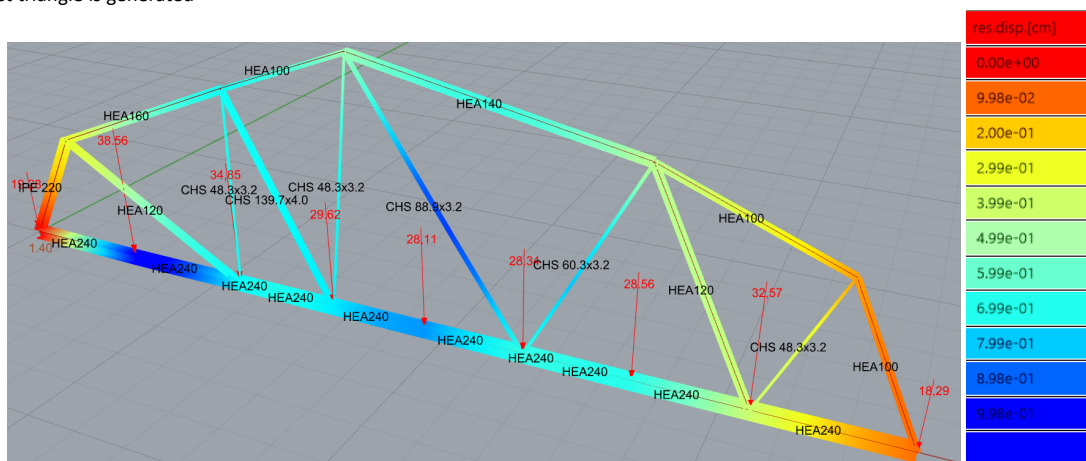 st triangle is generated
res.disp.[cm]
0.00e+00
9.98e-02
2.00e-01
2.99e-01
3.99e-01
4.99e-01
5.99e-01
6.99e-01
7.99e-01
8.98e-01
9.98e-01
HEA100
HEA140
HEA160
38.56
34.85
CHS 48.3x3.2
CHS 48.3x3.2
IPE 220
CHS 139.7x4.0
HEA120
29.62
CHS 88.9x3.2
HEA100
28.11
28.34
CHS 60.3x3.2
HEA240
1.40
HEA240
HEA240
HEA240
HEA240
HEA240
HEA240
HEA240
HEA240
HEA240
28.56
HEA120
32.57
CHS 48.3x3.2
HEA100
18.29